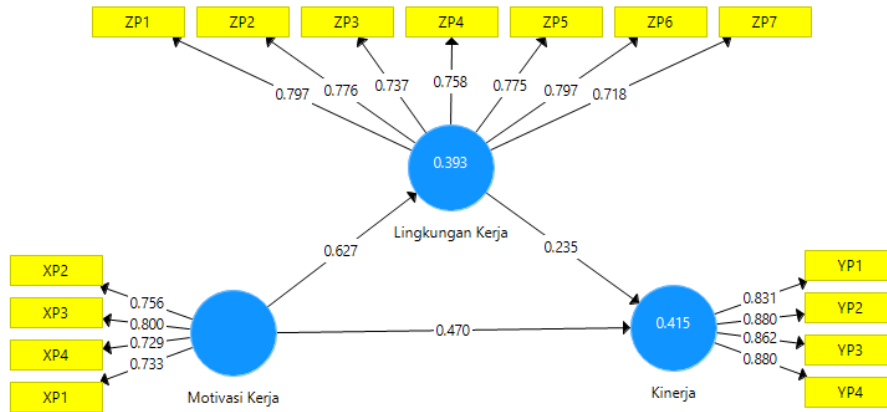 ZP1 ZP2 ZP3 ZP4 ZP5 ZP6 ZP7
0.797 0.776 0.737 0.758 0.775 0.797 0.718
0.393
Lingkungan Kerja
0.627 0.235
XP2
XP3
XP4
XP1
0.756
0.800
0.729
0.733
Motivasi Kerja
0.470
0.415
Kinerja
0.831
0.880
0.862
0.880
YP1
YP2
YP3
YP4